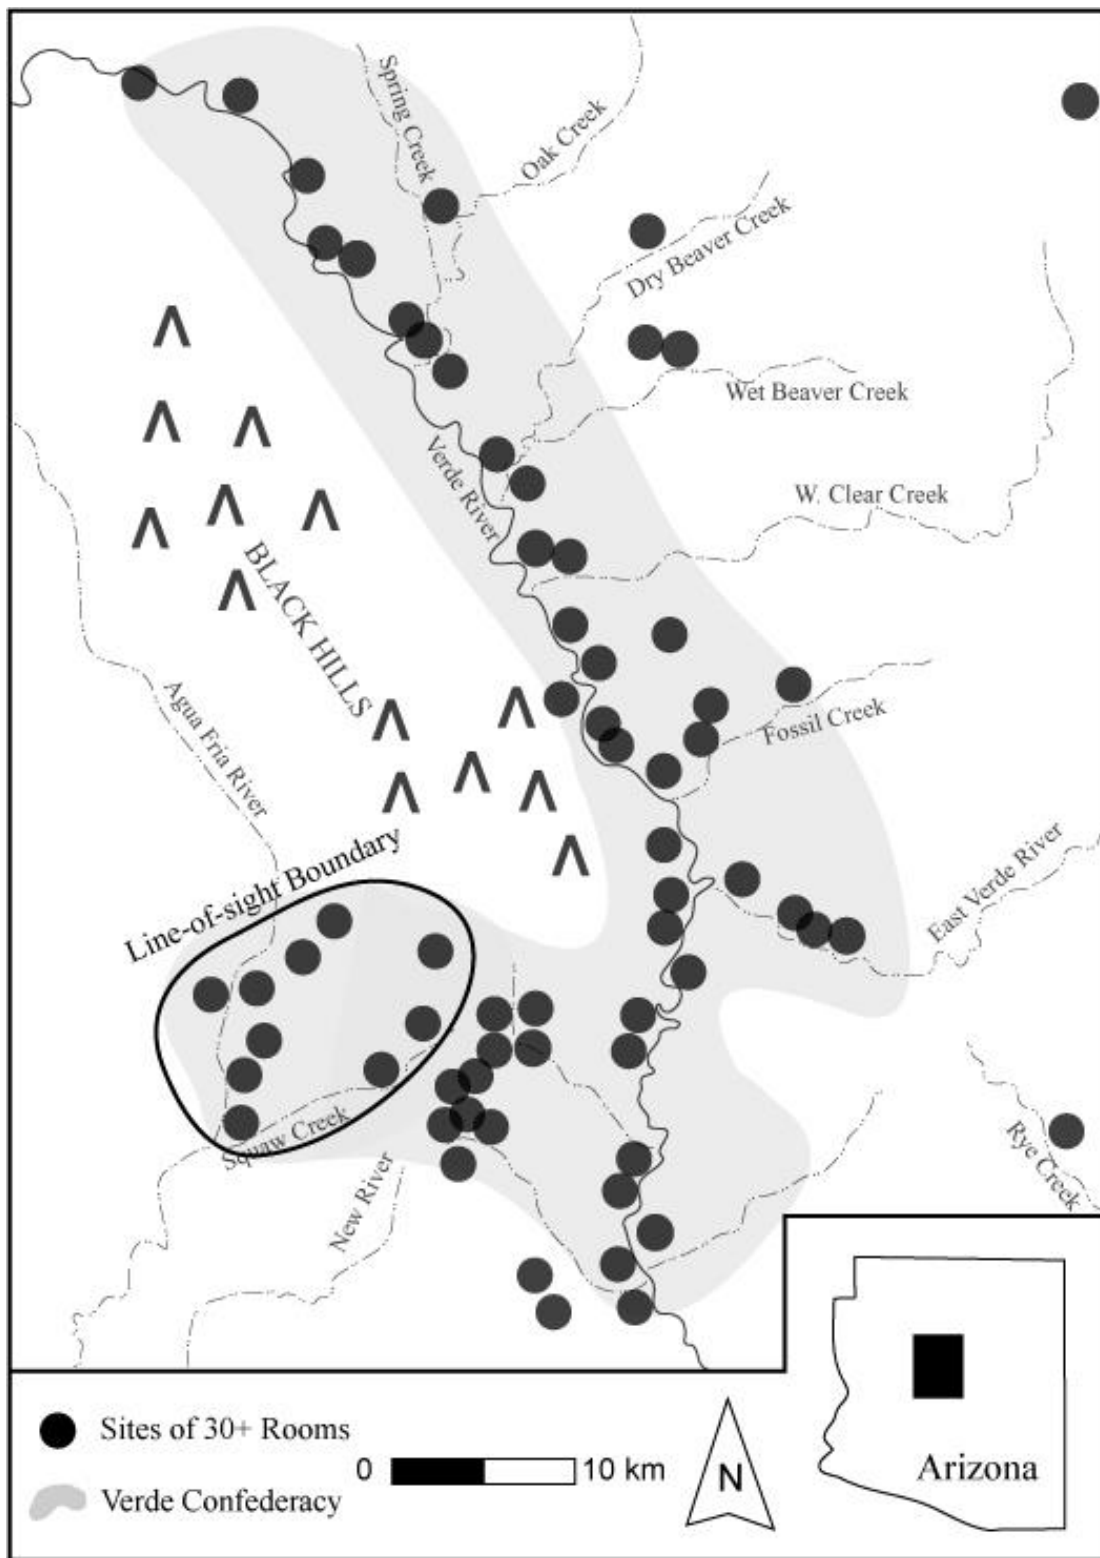 Spring Creek
Oak Creek
Dry Beaver Creek
Wet Beaver Creek
Verde River
W. Clear Creek
BLACK HILLS
Agua Fria River
Fossil Creek
Line-of-sight Boundary
East Verde River
Squaw Creek
New River
Rye Creek
Sites of 30+ Rooms
0 10 km
Verde Confederacy
N
Arizona